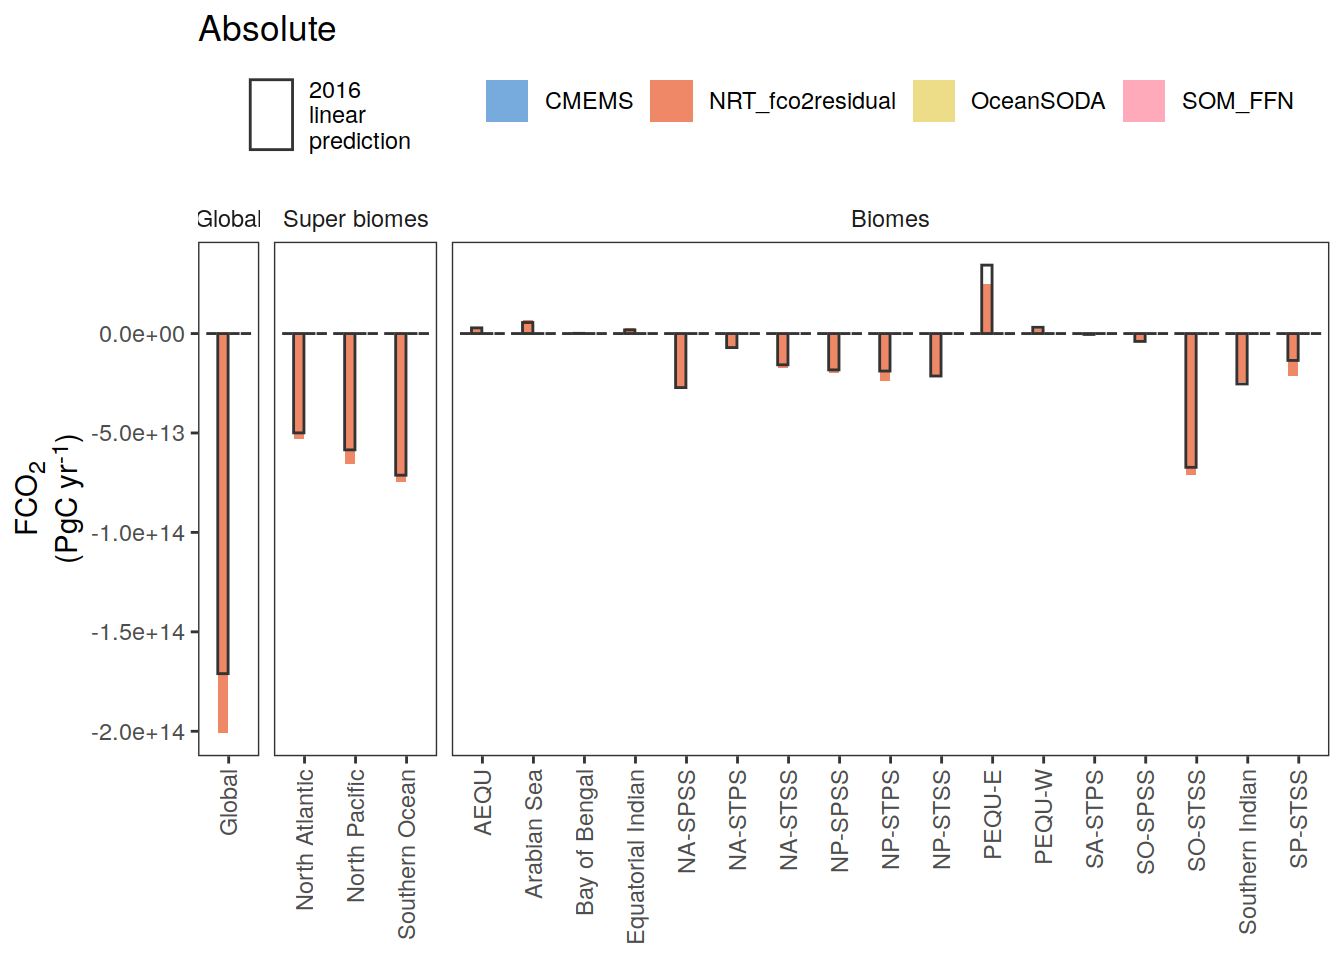 Absolute
2016
linear
prediction
CMEMS
NRT_fco2residual
OceanSODA
SOM_FFN
Global
Super biomes
Biomes
FCO2
(PgC yr-1)
0.0e+00
-5.0e+13
-1.0e+14
-1.5e+14
-2.0e+14
Global
North Atlantic
North Pacific
Southern Ocean
AEQU
Arabian Sea
Bay of Bengal
Equatorial Indian
NA-SPSS
NA-STPS
NA-STSS
NP-SPSS
NP-STPS
NP-STSS
PEQU-E
PEQU-W
SA-STPS
SO-SPSS
SO-STSS
Southern Indian
SP-STSS